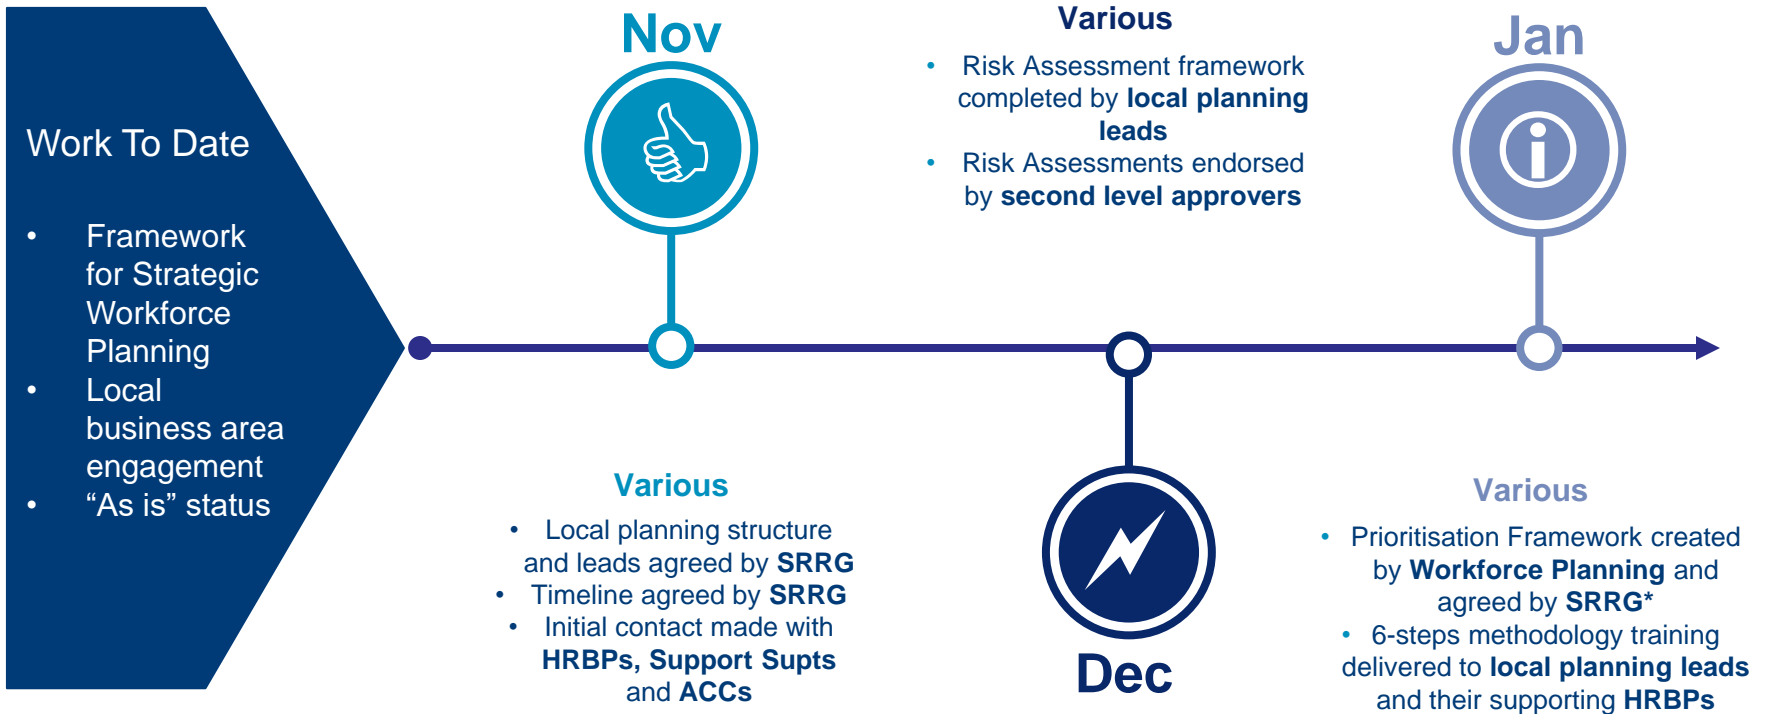 Work To Date
• Framework
for Strategic
Workforce
Planning
• Local
business area
engagement
• “As is” status
Nov
Various
• Local planning structure
and leads agreed by SRRG
• Timeline agreed by SRRG
• Initial contact made with
HRBPs, Support Supts
and ACCs
Various
• Risk Assessment framework
completed by local planning
leads
• Risk Assessments endorsed
by second level approvers
Dec
Jan
i
Various
• Prioritisation Framework created
by Workforce Planning and
agreed by SRRG*
• 6-steps methodology training
delivered to local planning leads
and their supporting HRBPs